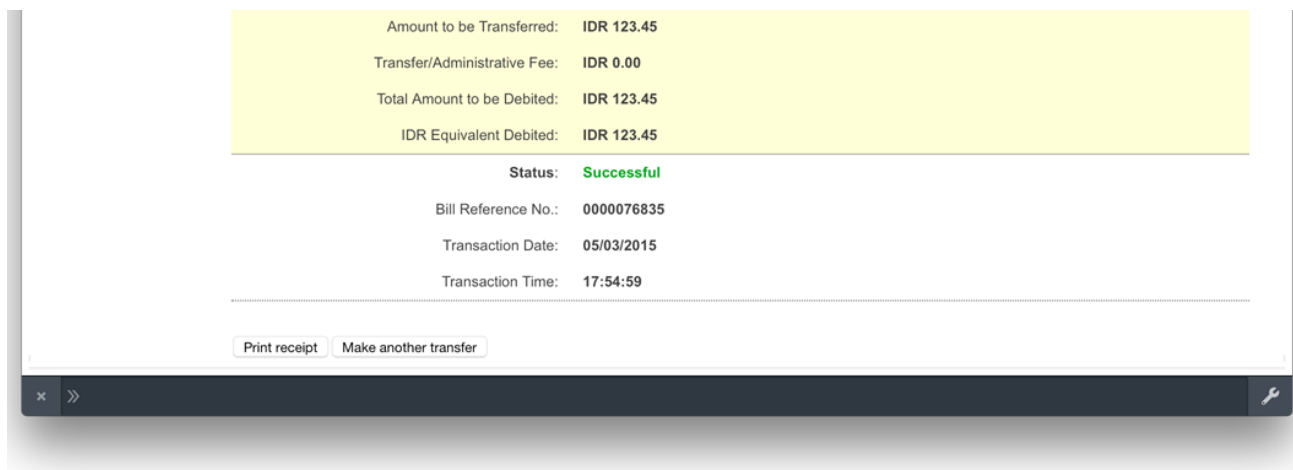 Amount to be Transferred: IDR 123.45
Transfer/Administrative Fee: IDR 0.00
Total Amount to be Debited: IDR 123.45
IDR Equivalent Debited: IDR 123.45
Status: Successful
Bill Reference No.: 0000076835
Transaction Date: 05/03/2015
Transaction Time: 17:54:59
Print receipt Make another transfer